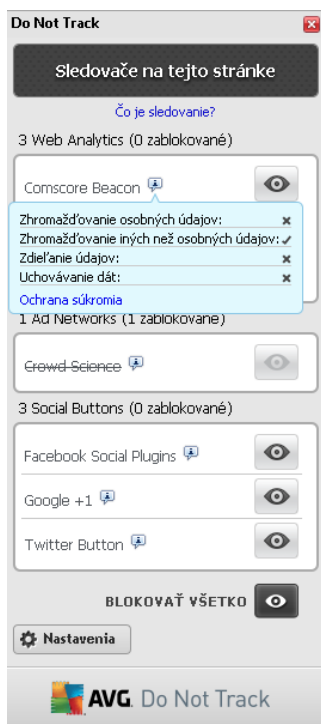 Do Not Track
Sledovače na tejto stránke
Čo je sledovanie?
3 Web Analytics (0 zablokované)
Comscore Beacon
Zhromažďovanie osobných údajov:
Zhromažďovanie iných než osobných údajov:
Zdieľanie údajov:
Uchovávanie dát:
Ochrana súkromia
1 Ad Networks (1 zablokované)
Crowd Science
3 Social Buttons (0 zablokované)
Facebook Social Plugins
Google +1
Twitter Button
BLOKOVAŤ VŠETKO
Nastavenia
AVG. Do Not Track